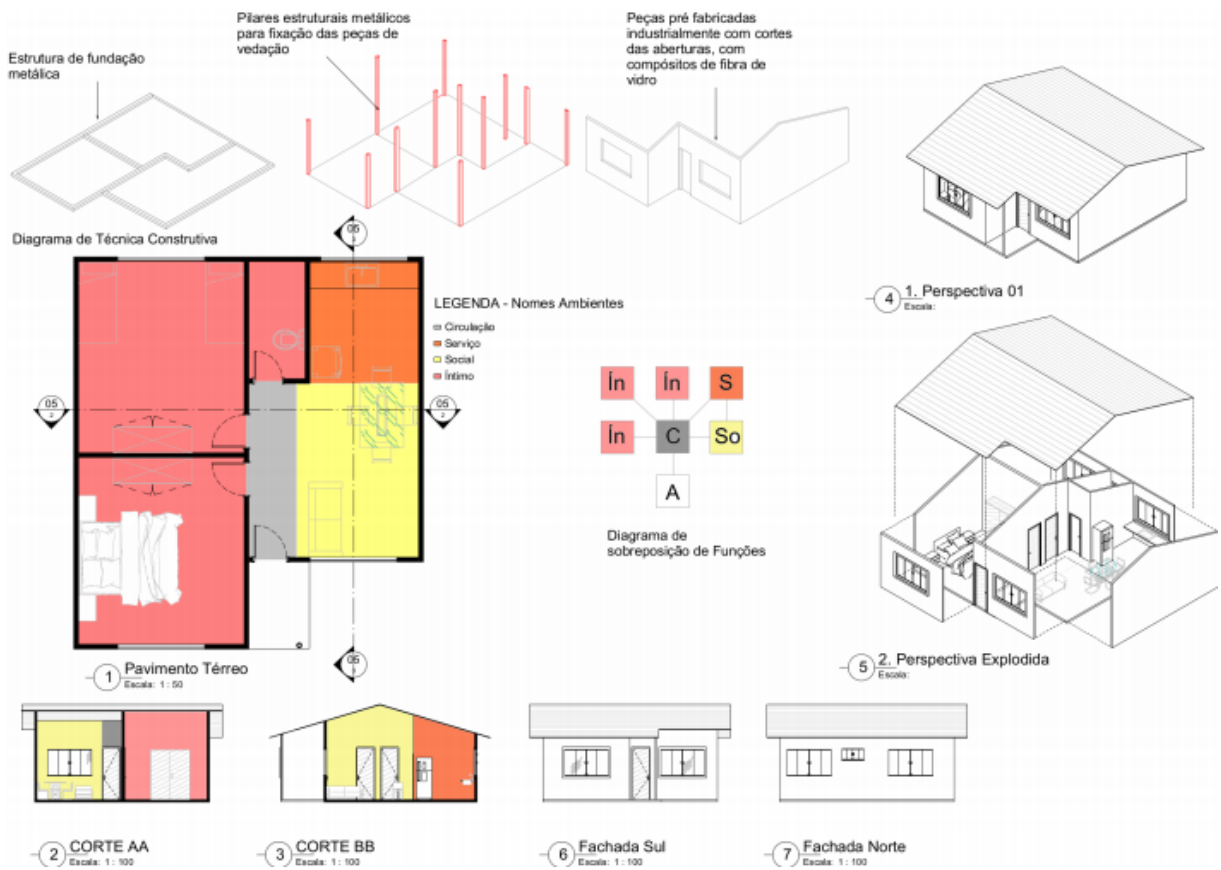 Estrutura de fundação
metálica
Pilares estruturais metálicos
para fixação das peças de
vedação
Peças pré fabricadas
industrialmente com cortes
das aberturas, com
compósitos de fibra de
vidro
Diagrama de Técnica Construtiva
05
05
2
05
2
05
LEGENDA - Nomes Ambientes
Circulação
Serviço
Social
Íntimo
Ín
Ín
S
Ín
C
So
A
Diagrama de
sobreposição de Funções
4
1. Perspectiva 01
Escala:
5
2. Perspectiva Explodida
Escala:
1
Pavimento Térreo
Escala: 1 : 50
2
CORTE AA
Escala: 1 : 100
3
CORTE BB
Escala: 1 : 100
6
Fachada Sul
Escala: 1 : 100
7
Fachada Norte
Escala: 1 : 100